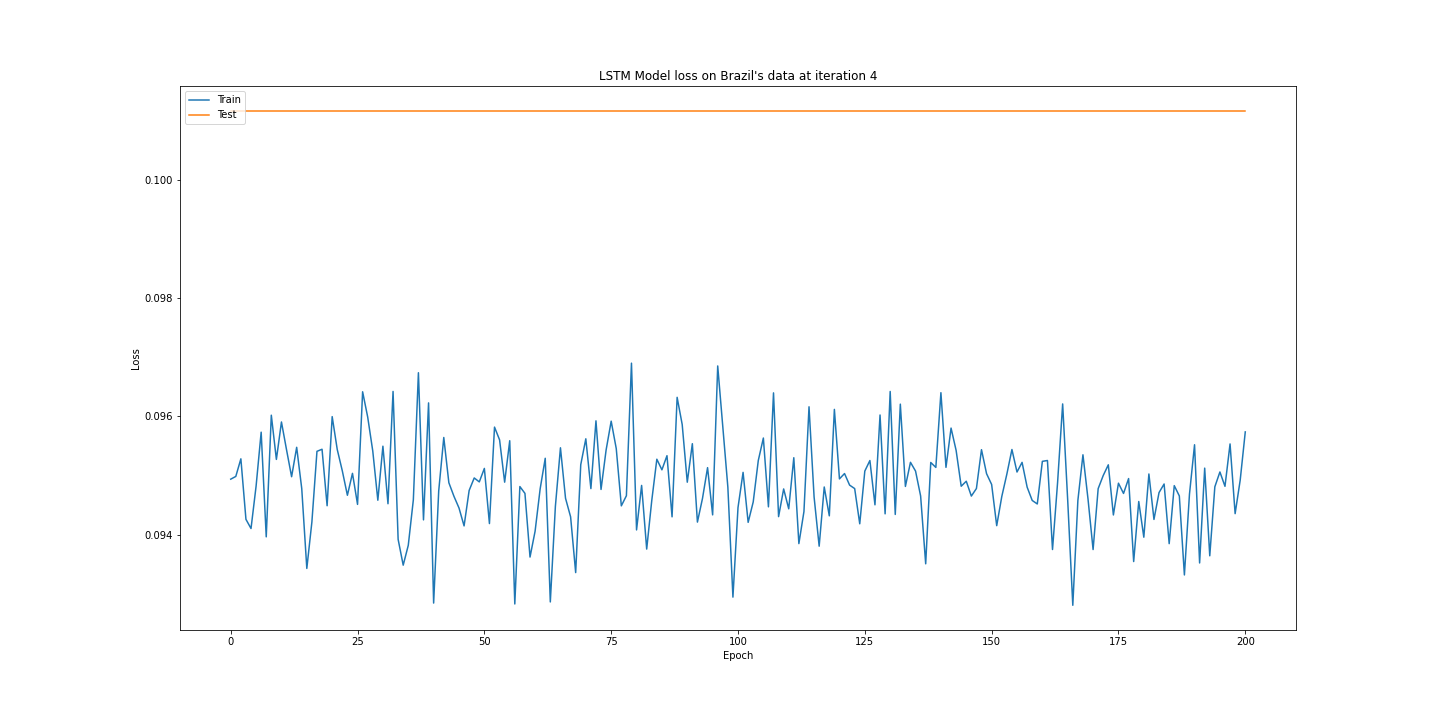 LSTM Model loss on Brazil's data at iteration 4
Train
Test
0.100
0.098
0.096
0.094
Loss
0 25 50 75 100 125 150 175 200
Epoch